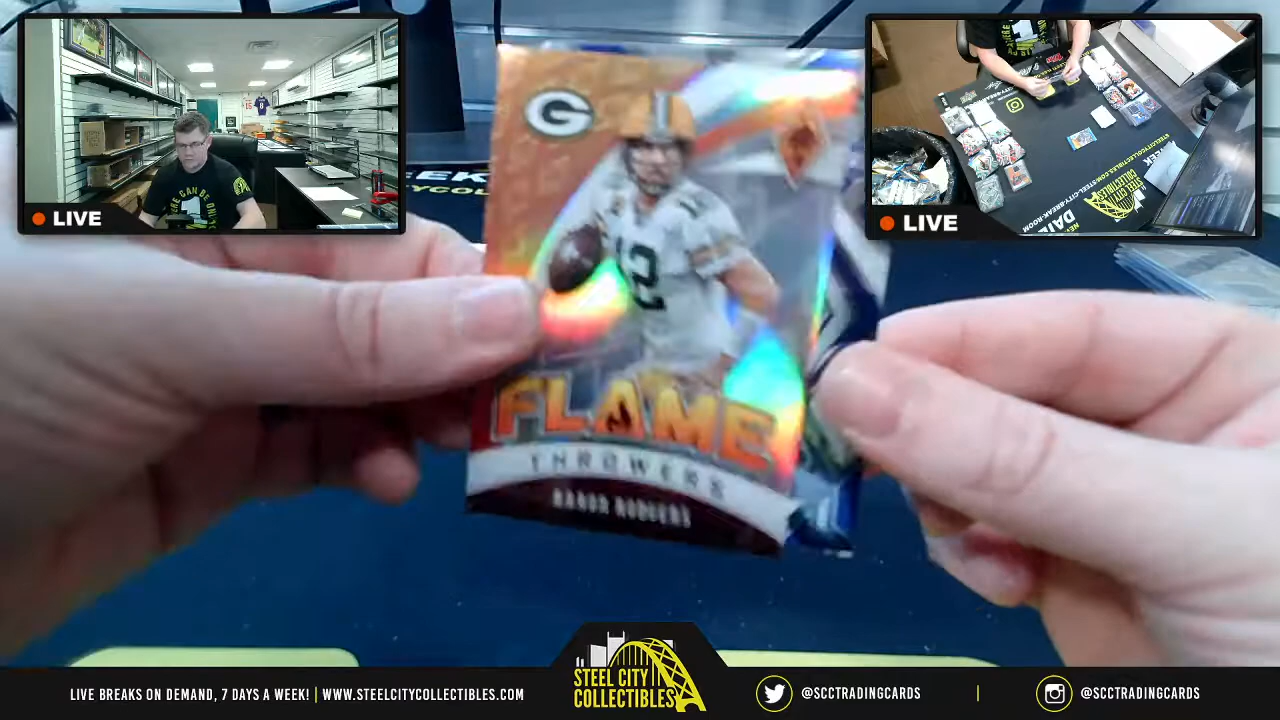 LIVE
LIVE
G
12
FLAME
THROWERS
AARON RODGERS
LIVE BREAKS ON DEMAND, 7 DAYS A WEEK! | WWW.STEELCITYCOLLECTIBLES.COM
STEEL CITY
COLLECTIBLES
@SCCTRADINGCARDS
@SCCTRADINGCARDS